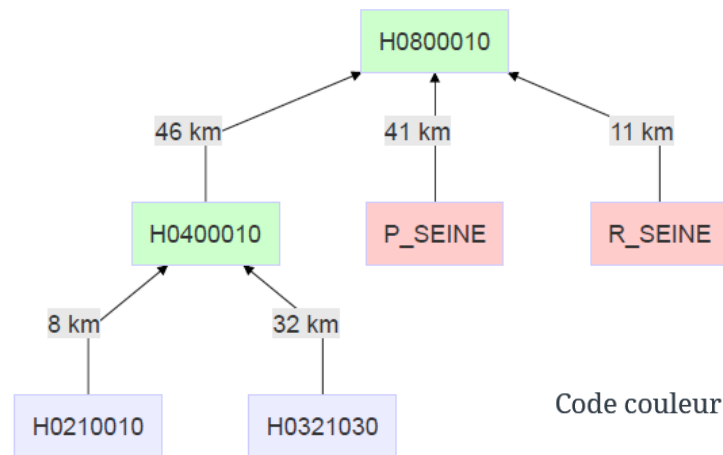 H0800010
46 km
41 km
11 km
H0400010
P_SEINE
R_SEINE
8 km
32 km
H0210010
H0321030
Code couleur